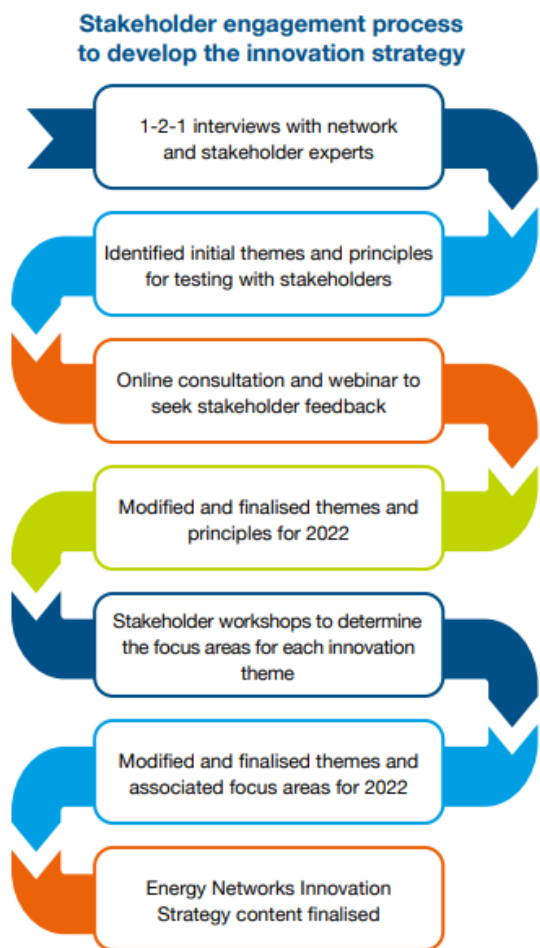 Stakeholder engagement process
to develop the innovation strategy
1-2-1 interviews with network
and stakeholder experts
Identified initial themes and principles
for testing with stakeholders
Online consultation and webinar to
seek stakeholder feedback
Modified and finalised themes and
principles for 2022
Stakeholder workshops to determine
the focus areas for each innovation
theme
Modified and finalised themes and
associated focus areas for 2022
Energy Networks Innovation
Strategy content finalised